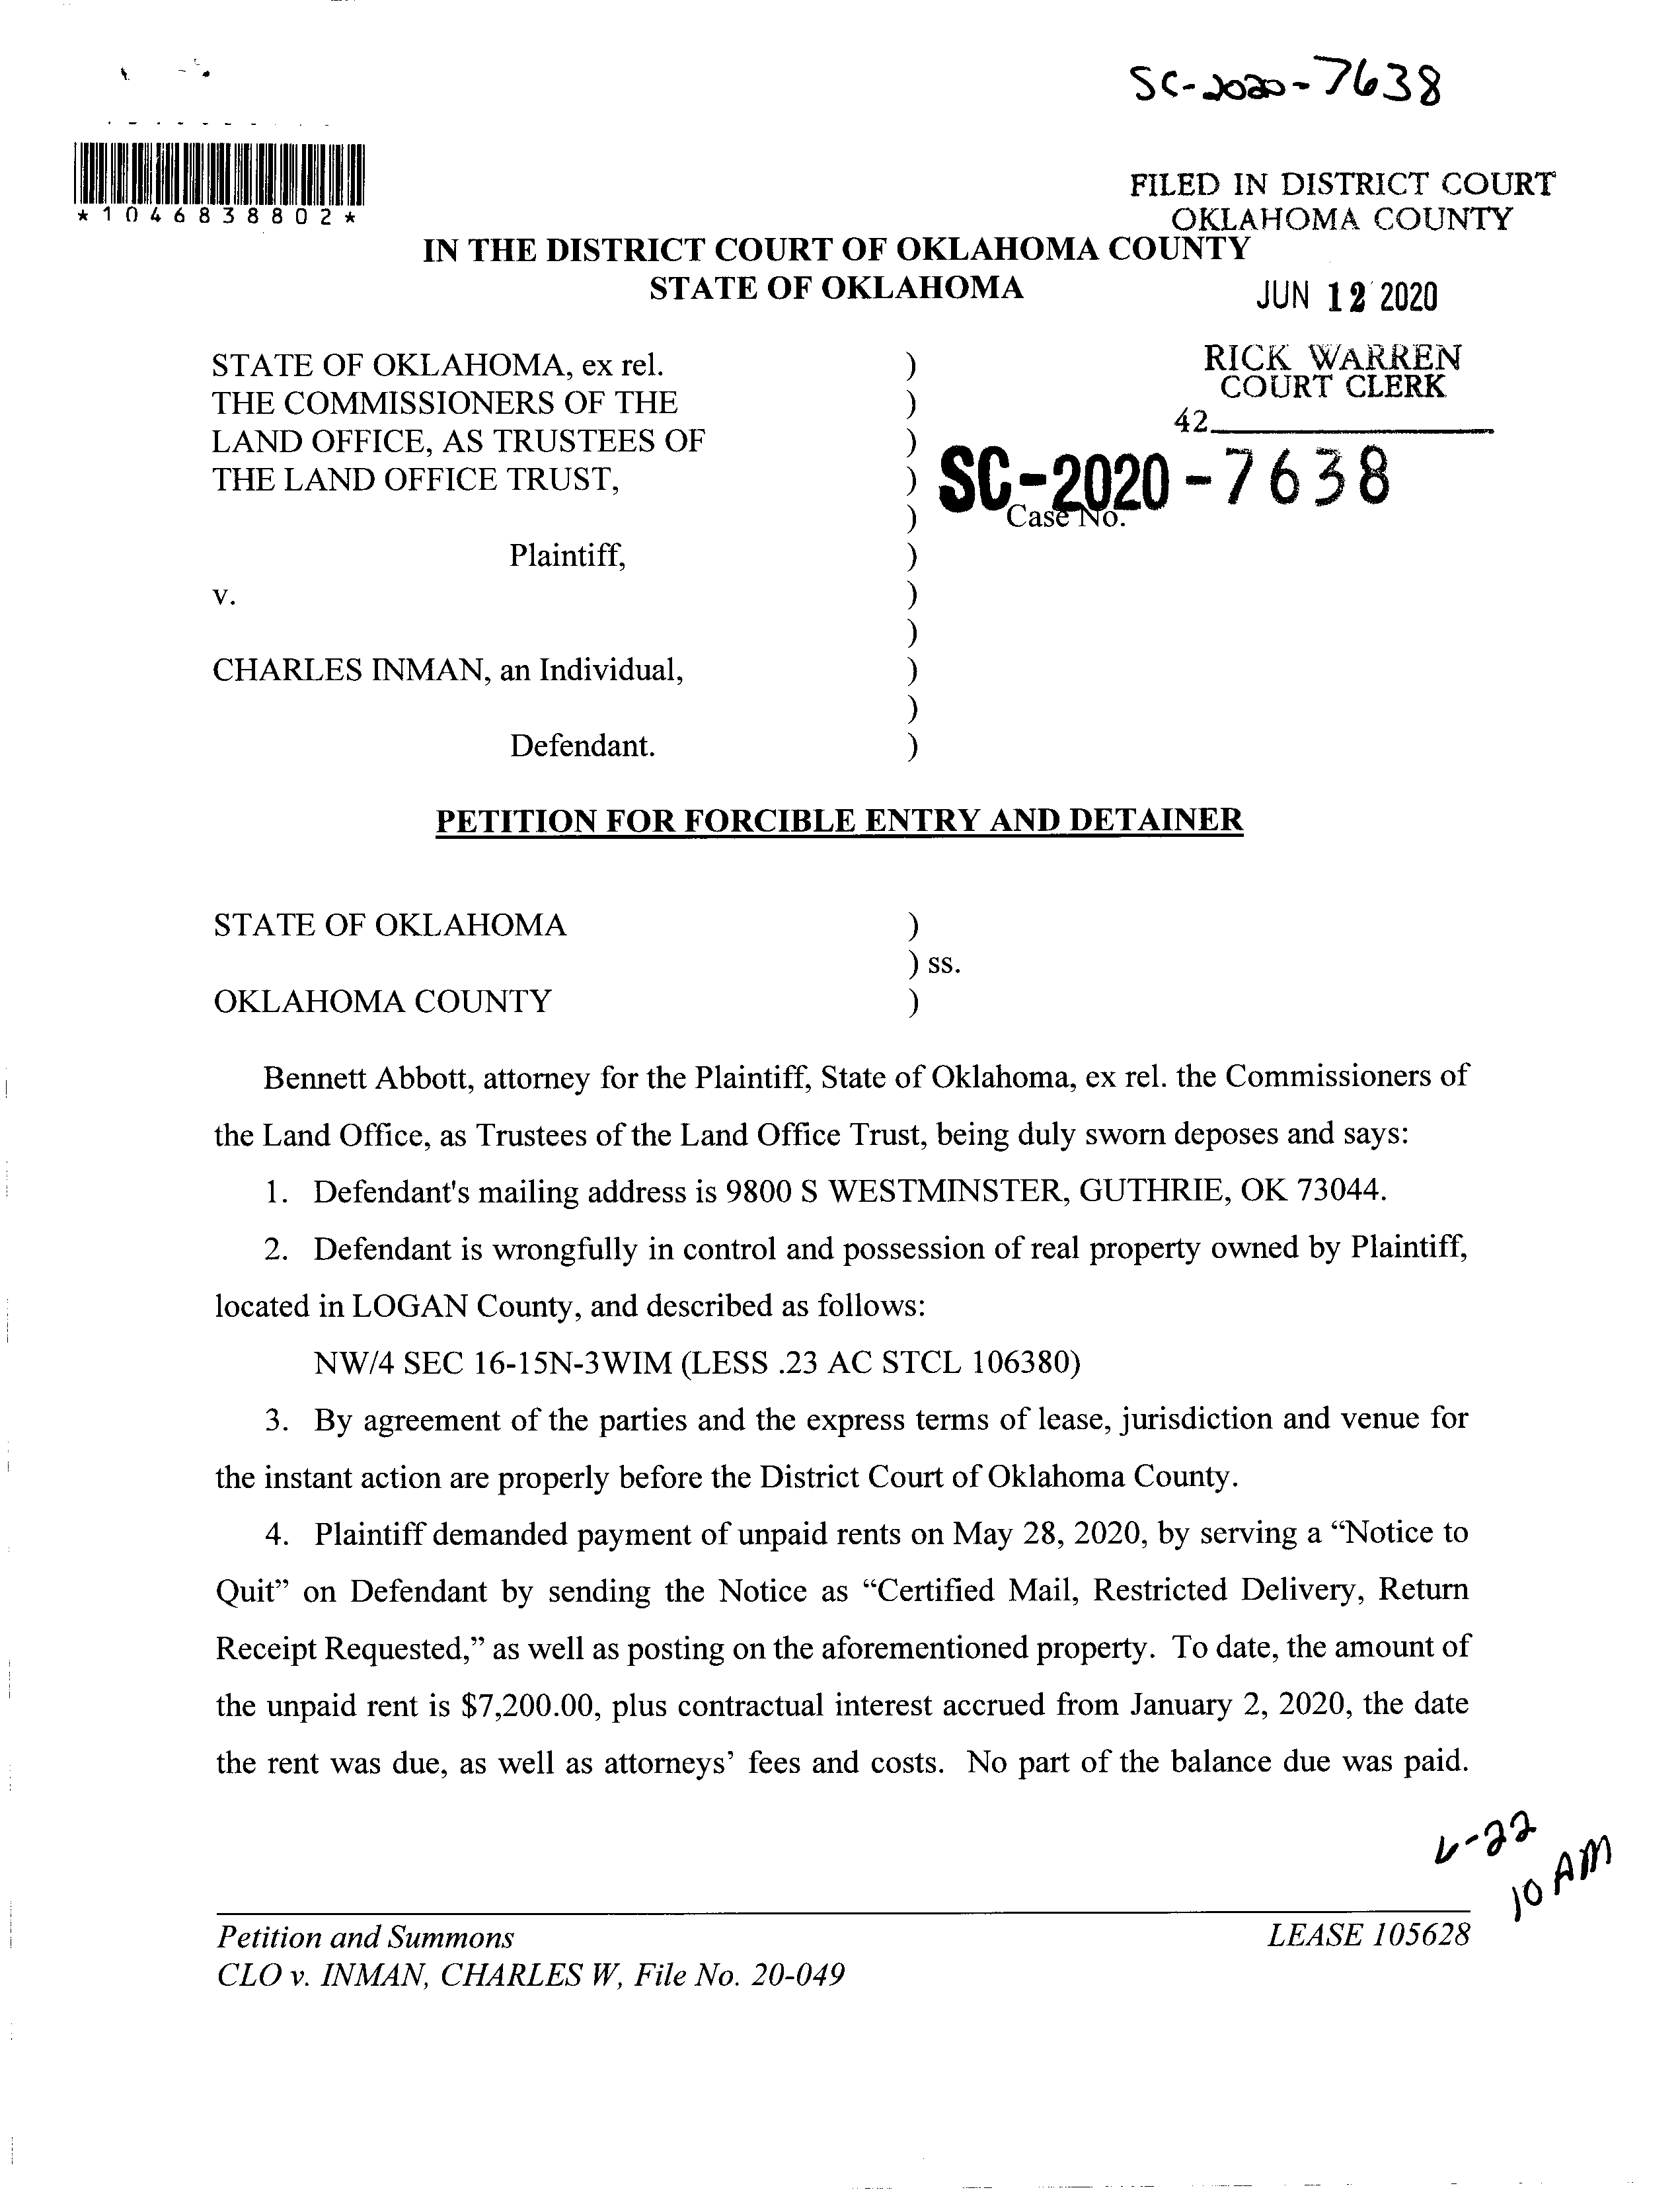 SC-2020-7638
*1046838802*
FILED IN DISTRICT COURT
OKLAHOMA COUNTY
IN THE DISTRICT COURT OF OKLAHOMA COUNTY
STATE OF OKLAHOMA
JUN 12 2020
RICK WARREN
COURT CLERK
42
STATE OF OKLAHOMA, ex rel. )
THE COMMISSIONERS OF THE )
LAND OFFICE, AS TRUSTEES OF )
THE LAND OFFICE TRUST, ) SC-2020-7638
) Case No.
Plaintiff, )
v. )
)
CHARLES INMAN, an Individual, )
)
Defendant. )
PETITION FOR FORCIBLE ENTRY AND DETAINER
STATE OF OKLAHOMA )
) ss.
OKLAHOMA COUNTY )
Bennett Abbott, attorney for the Plaintiff, State of Oklahoma, ex rel. the Commissioners of
the Land Office, as Trustees of the Land Office Trust, being duly sworn deposes and says:
1. Defendant's mailing address is 9800 S WESTMINSTER, GUTHRIE, OK 73044.
2. Defendant is wrongfully in control and possession of real property owned by Plaintiff,
located in LOGAN County, and described as follows:
NW/4 SEC 16-15N-3WIM (LESS .23 AC STCL 106380)
3. By agreement of the parties and the express terms of lease, jurisdiction and venue for
the instant action are properly before the District Court of Oklahoma County.
4. Plaintiff demanded payment of unpaid rents on May 28, 2020, by serving a “Notice to
Quit” on Defendant by sending the Notice as “Certified Mail, Restricted Delivery, Return
Receipt Requested,” as well as posting on the aforementioned property. To date, the amount of
the unpaid rent is $7,200.00, plus contractual interest accrued from January 2, 2020, the date
the rent was due, as well as attorneys’ fees and costs. No part of the balance due was paid.
6-22
10 AM
Petition and Summons LEASE 105628
CLO v. INMAN, CHARLES W, File No. 20-049